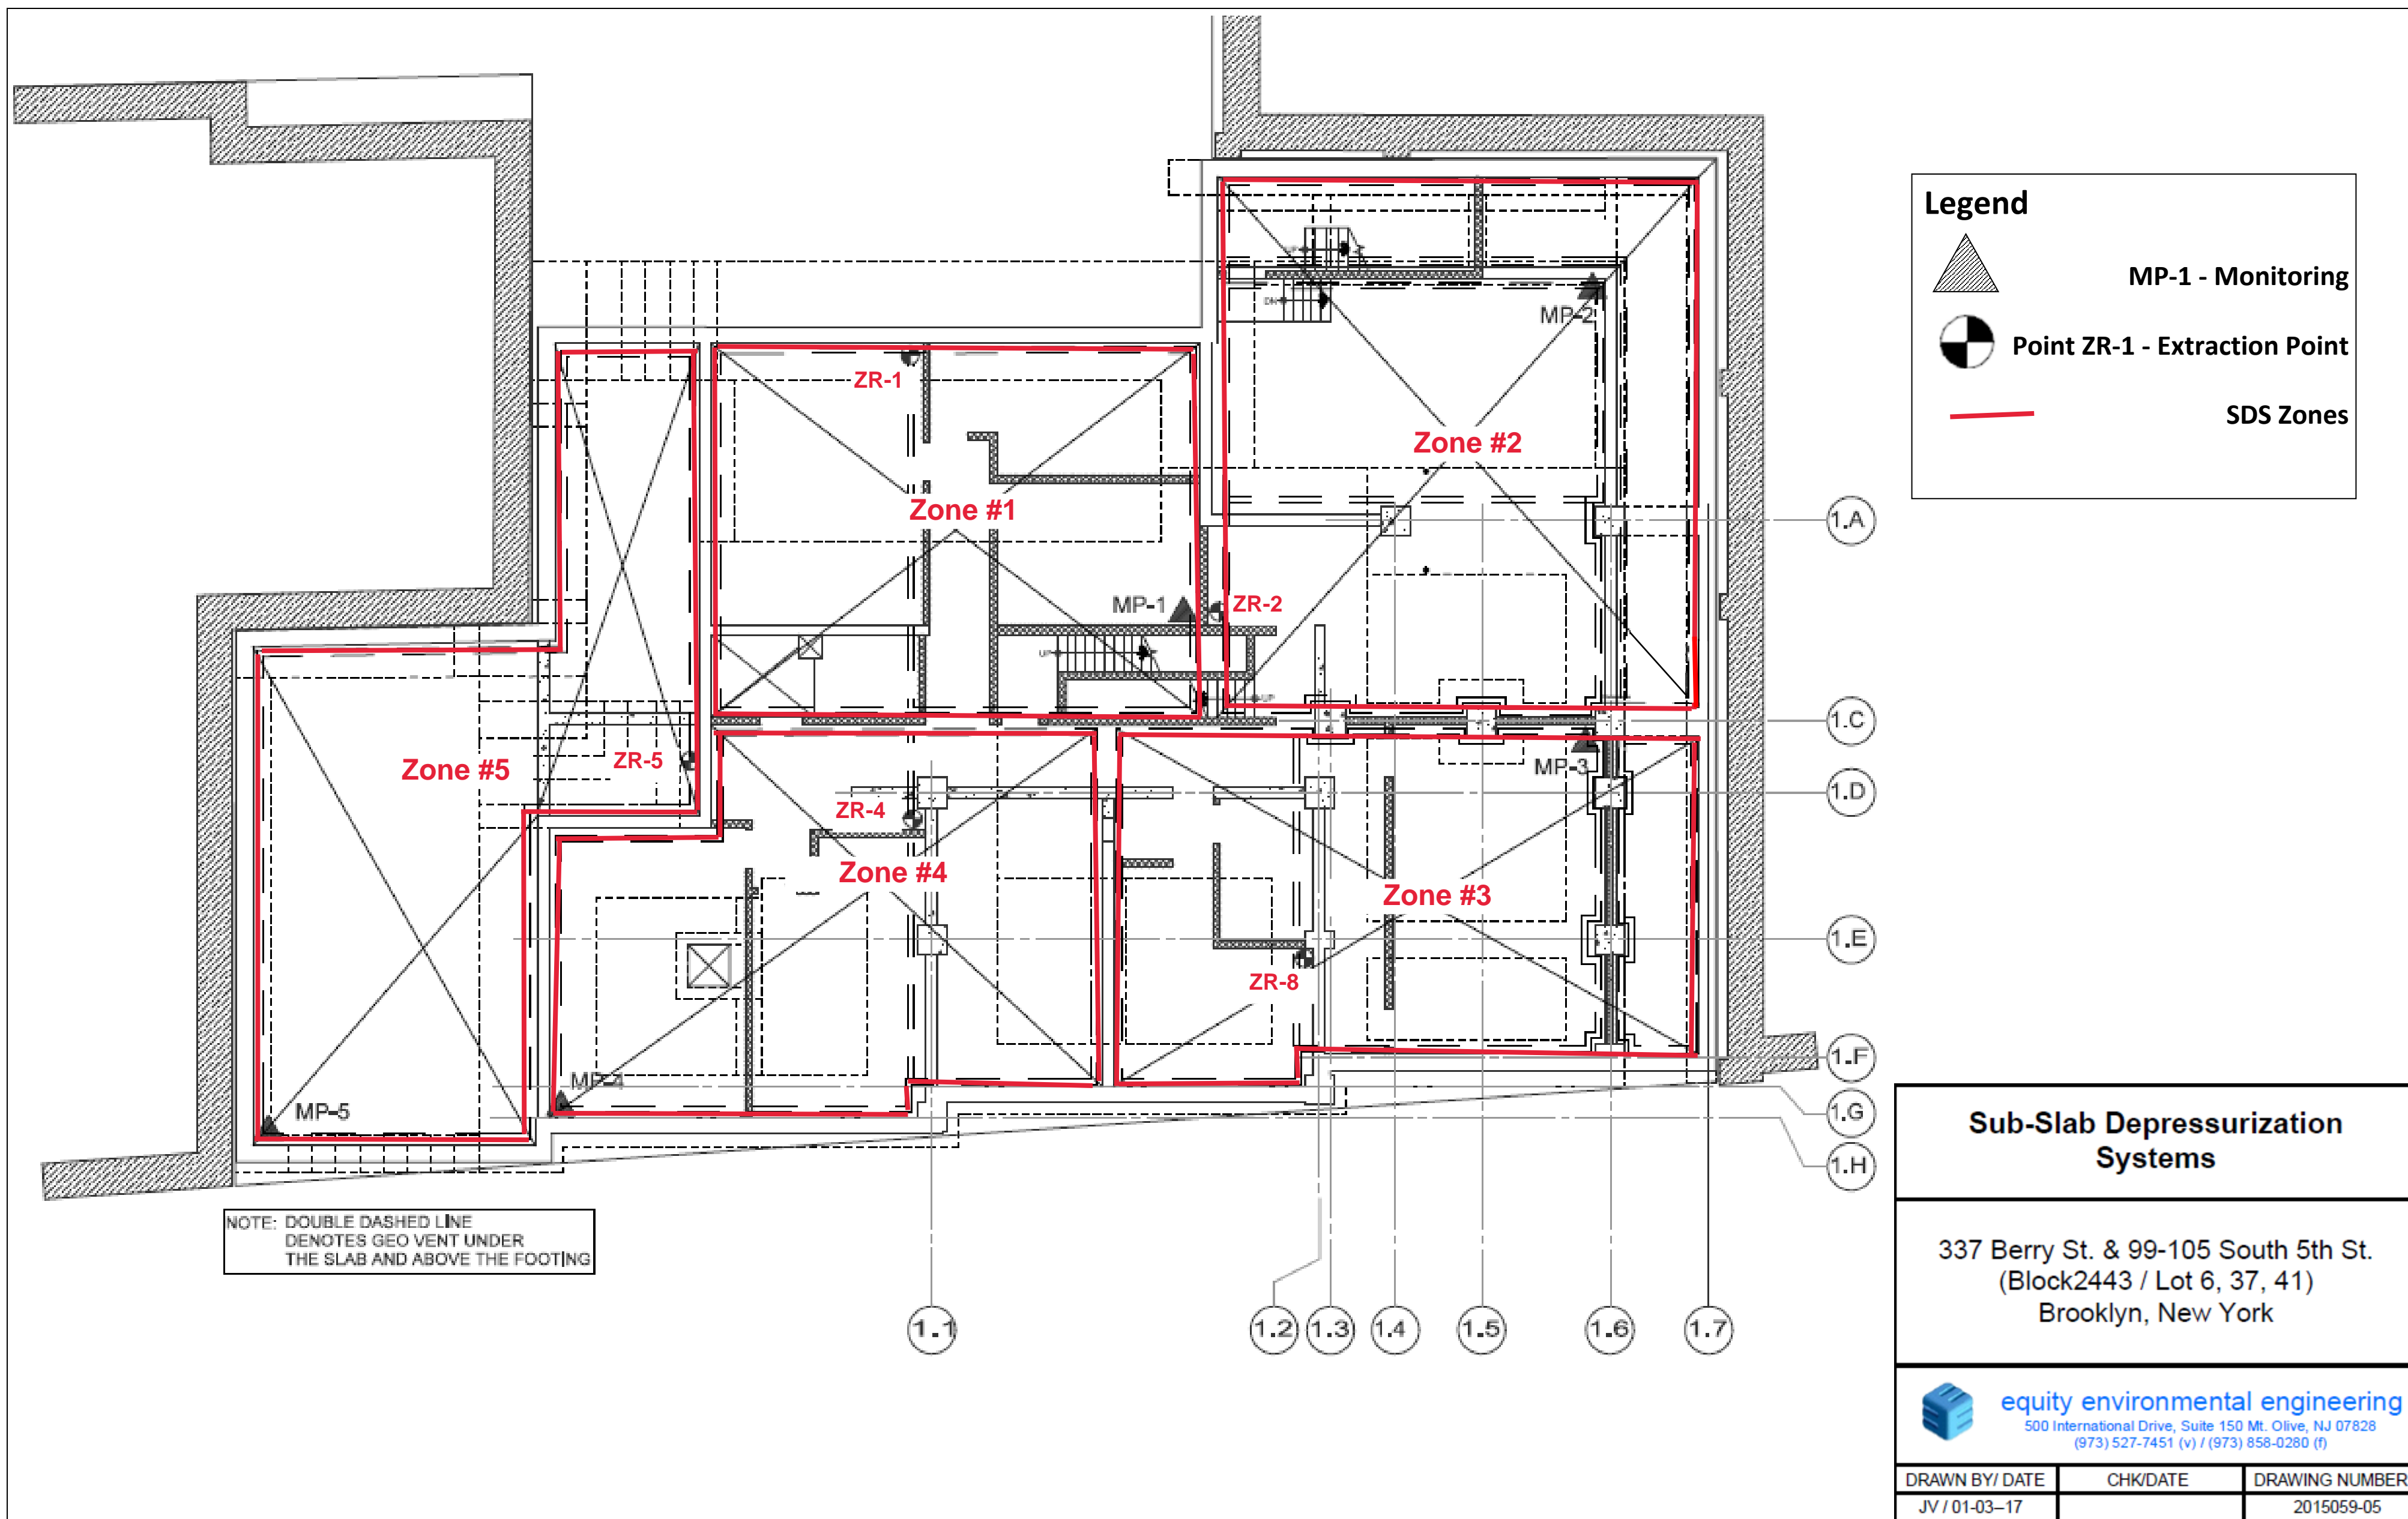 Legend
MP-1 - Monitoring
Point ZR-1 - Extraction Point
SDS Zones
UP
DN
MP-2
ZR-1
Zone #2
Zone #1
1.A
MP-1
ZR-2
UP
UP
1.C
Zone #5
ZR-5
MP-3
1.D
ZR-4
Zone #4
Zone #3
1.E
ZR-8
1.F
MP-4
MP-5
1.G
1.H
NOTE: DOUBLE DASHED LINE
DENOTES GEO VENT UNDER
THE SLAB AND ABOVE THE FOOTING
1.1
1.2
1.3
1.4
1.5
1.6
1.7
Sub-Slab Depressurization
Systems
337 Berry St. & 99-105 South 5th St.
(Block2443 / Lot 6, 37, 41)
Brooklyn, New York
equity environmental engineering
500 International Drive, Suite 150 Mt. Olive, NJ 07828
(973) 527-7451 (v) / (973) 858-0280 (f)
DRAWN BY/ DATE
CHK/DATE
DRAWING NUMBER
JV / 01-03--17
2015059-05